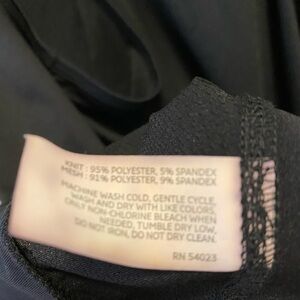 KNIT : 95% POLYESTER, 5% SPANDEX
MESH : 91% POLYESTER, 9% SPANDEX
MACHINE WASH COLD, GENTLE CYCLE,
WASH AND DRY WITH LIKE COLORS,
ONLY NON-CHLORINE BLEACH WHEN
NEEDED, TUMBLE DRY LOW,
DO NOT IRON, DO NOT DRY CLEAN.
RN 54023